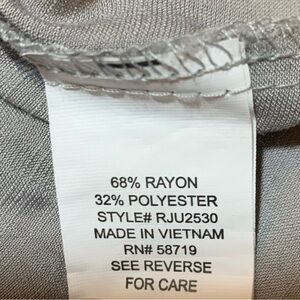 68% RAYON
32% POLYESTER
STYLE# RJU2530
MADE IN VIETNAM
RN# 58719
SEE REVERSE
FOR CARE